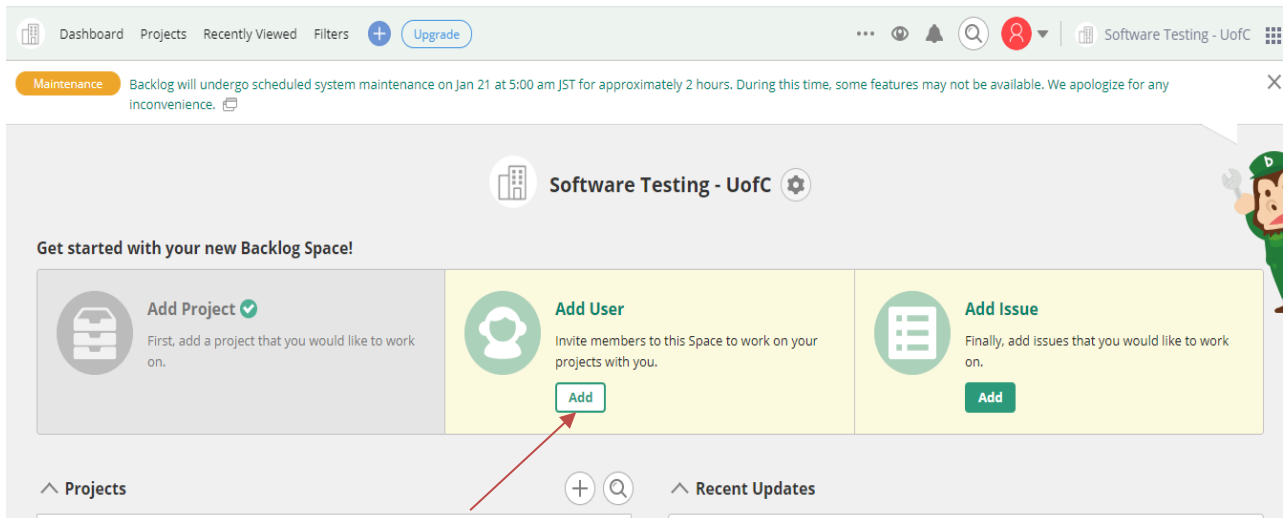 Dashboard Projects Recently Viewed Filters + Upgrade ••• Software Testing - UofC
Maintenance Backlog will undergo scheduled system maintenance on Jan 21 at 5:00 am JST for approximately 2 hours. During this time, some features may not be available. We apologize for any
inconvenience.
b
Software Testing - UofC
Get started with your new Backlog Space!
Add Project
First, add a project that you would like to work
on.
Add User
Invite members to this Space to work on your
projects with you.
Add
Add Issue
Finally, add issues that you would like to work
on.
Add
Projects
Recent Updates